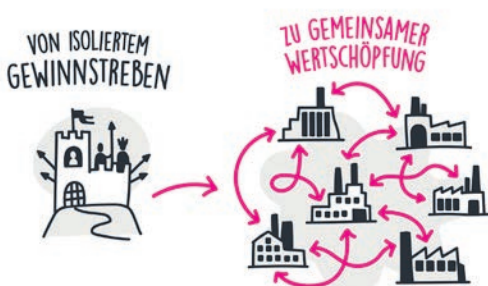 VON ISOLIERTEM
GEWINNSTREBEN
ZU GEMEINSAMER
WERTSCHÖPFUNG